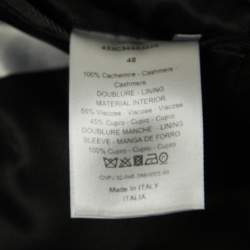 48
100% Cachemire - Cashmere
Cashmere
DOUBLURE - LINING
MATERIAL INTERIOR
55% Viscose - Viscose
Viscosa
45% Cupro - Cupro
Cupro
DOUBLURE MANCHE - LINING
SLEEVE - MANGA DE FORRO
100% Cupro - Cupro
Cupro
Made in ITALY
ITALIA